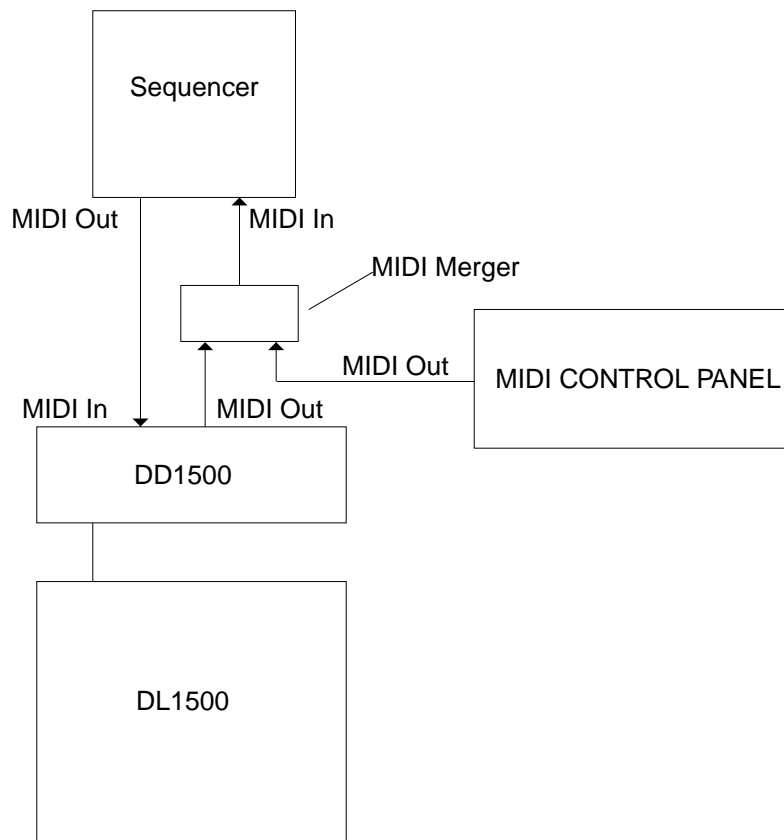 Sequencer
MIDI Out
MIDI In
MIDI Merger
MIDI Out
MIDI CONTROL PANEL
MIDI In
MIDI Out
DD1500
DL1500